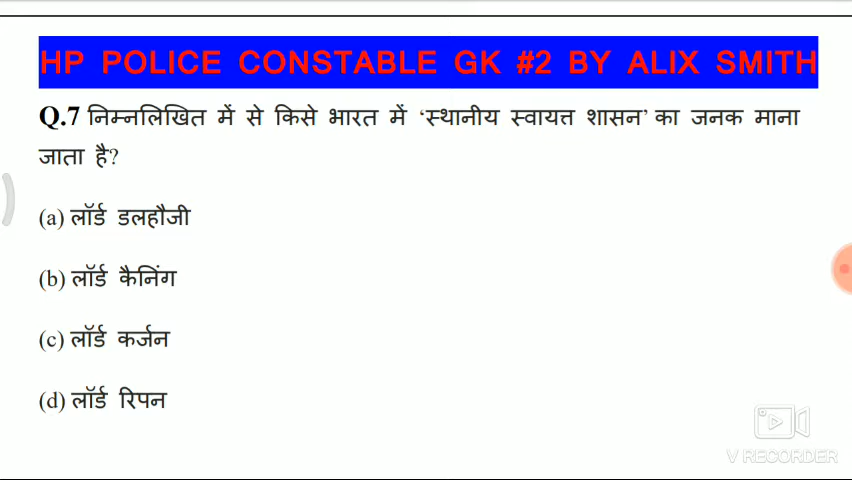 HP POLICE CONSTABLE GK #2 BY ALIX SMITH
Q.7 निम्नलिखित में से किसे भारत में ‘स्थानीय स्वायत्त शासन’ का जनक माना
जाता है?
(a) लॉर्ड डलहौजी
(b) लॉर्ड कैनिंग
(c) लॉर्ड कर्जन
(d) लॉर्ड रिपन
V RECORDER